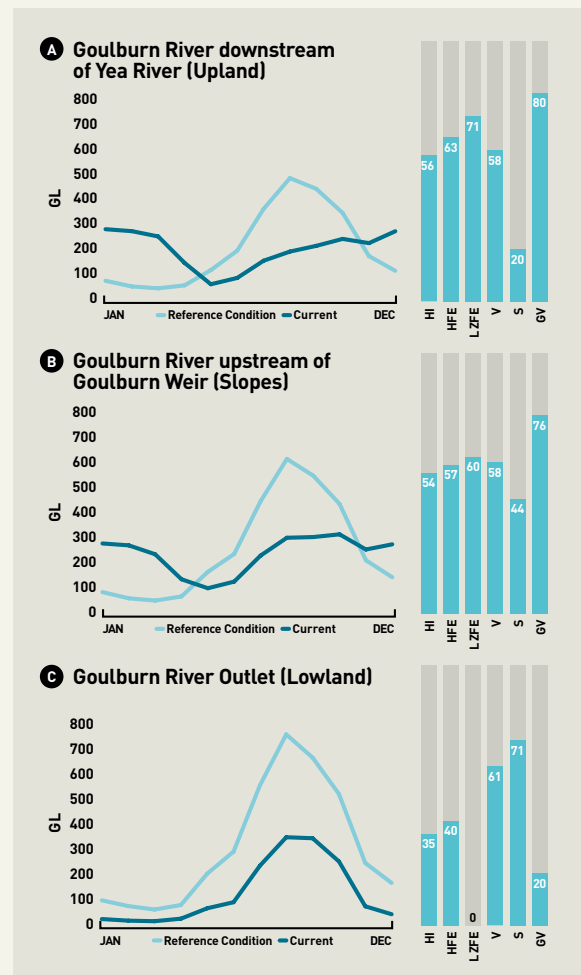 A Goulburn River downstream
of Yea River (Upland)
800
700
600
500
400
300
200
100
0
GL
JAN Reference Condition Current DEC
56 63 71 58 20 80
HI HFE LZFE V S GV
B Goulburn River upstream of
Goulburn Weir (Slopes)
800
700
600
500
400
300
200
100
0
GL
JAN Reference Condition Current DEC
54 57 60 58 44 76
HI HFE LZFE V S GV
C Goulburn River Outlet (Lowland)
800
700
600
500
400
300
200
100
0
GL
JAN Reference Condition Current DEC
35 40 0 61 71 20
HI HFE LZFE V S GV